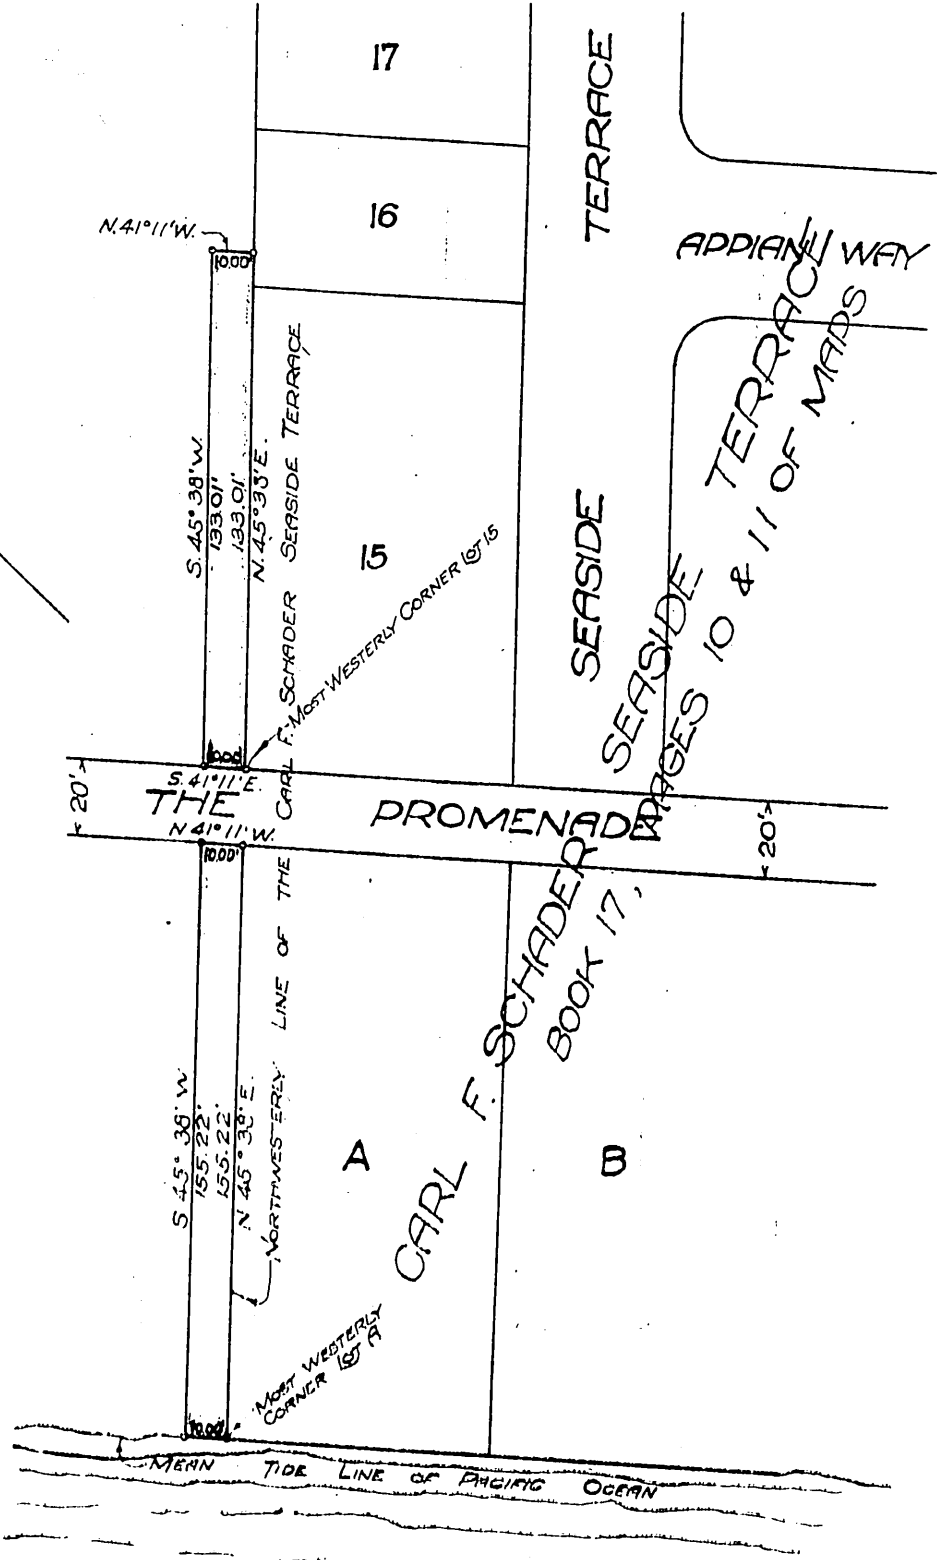 17
TERRACE
16
N. 41° 11' W.
10.00'
APPIAN WAY
S. 45° 38' W.
133.01'
133.01'
N. 45° 38' E.
15
SEASIDE
MOST WESTERLY CORNER LOT 15
10.00'
S. 41° 11' E.
20'
THE PROMENADE
20'
N 41° 11' W.
10.00'
NORTHWESTERLY LINE OF THE CARL F. SCHADER SEASIDE TERRACE
CARL F. SCHADER SEASIDE TERRACE
BOOK 17, PAGES 10 & 11 OF MAPS
S 45° 38' W
155.22'
155.22'
N 45° 38' E.
A
B
MOST WESTERLY
CORNER LOT A
10.00'
MEAN TIDE LINE OF PACIFIC OCEAN